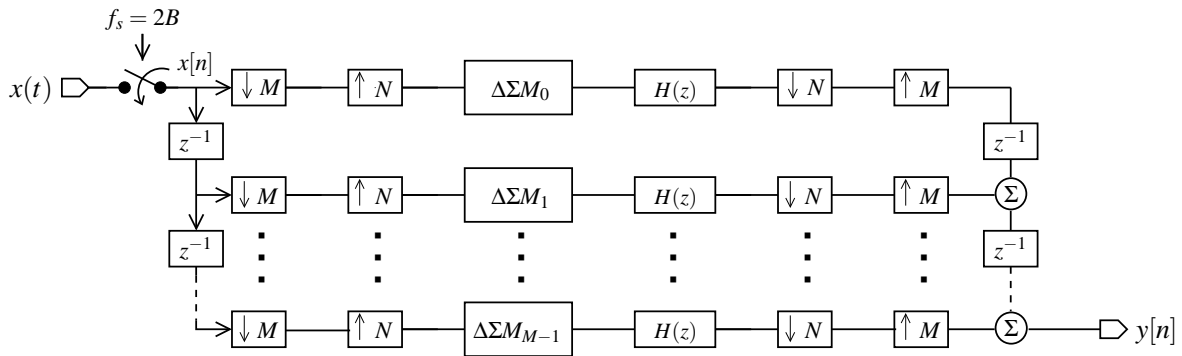 f_s = 2B
x(t) x[n] ↓ M ↑ N ΔΣM_0 H(z) ↓ N ↑ M
z^{-1} z^{-1}
↓ M ↑ N ΔΣM_1 H(z) ↓ N ↑ M Σ
z^{-1} z^{-1}
↓ M ↑ N ΔΣM_{M−1} H(z) ↓ N ↑ M Σ y[n]